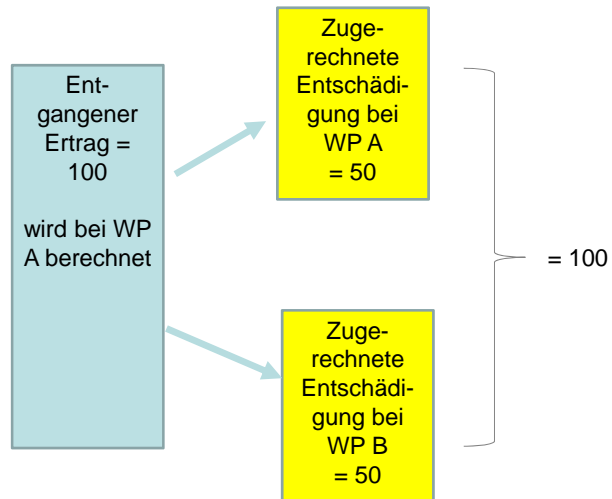 Ent-
gangener
Ertrag =
100
wird bei WP
A berechnet
Zuge-
rechnete
Entschädi-
gung bei
WP A
= 50
Zuge-
rechnete
Entschädi-
gung bei
WP B
= 50
= 100